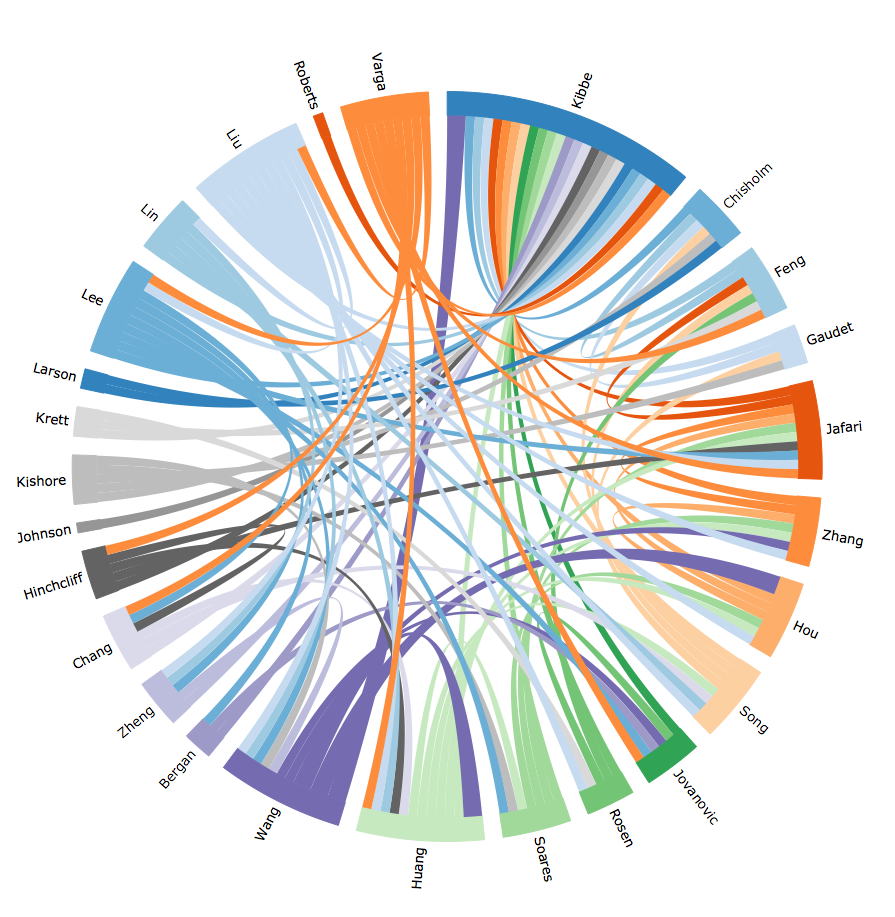 Kibbe
Chisholm
Feng
Gaudet
Jafari
Zhang
Hou
Song
Jovanovic
Rosen
Soares
Huang
Wang
Bergan
Zheng
Chang
Hinchcliff
Johnson
Kishore
Krett
Larson
Lee
Lin
Liu
Roberts
Varga